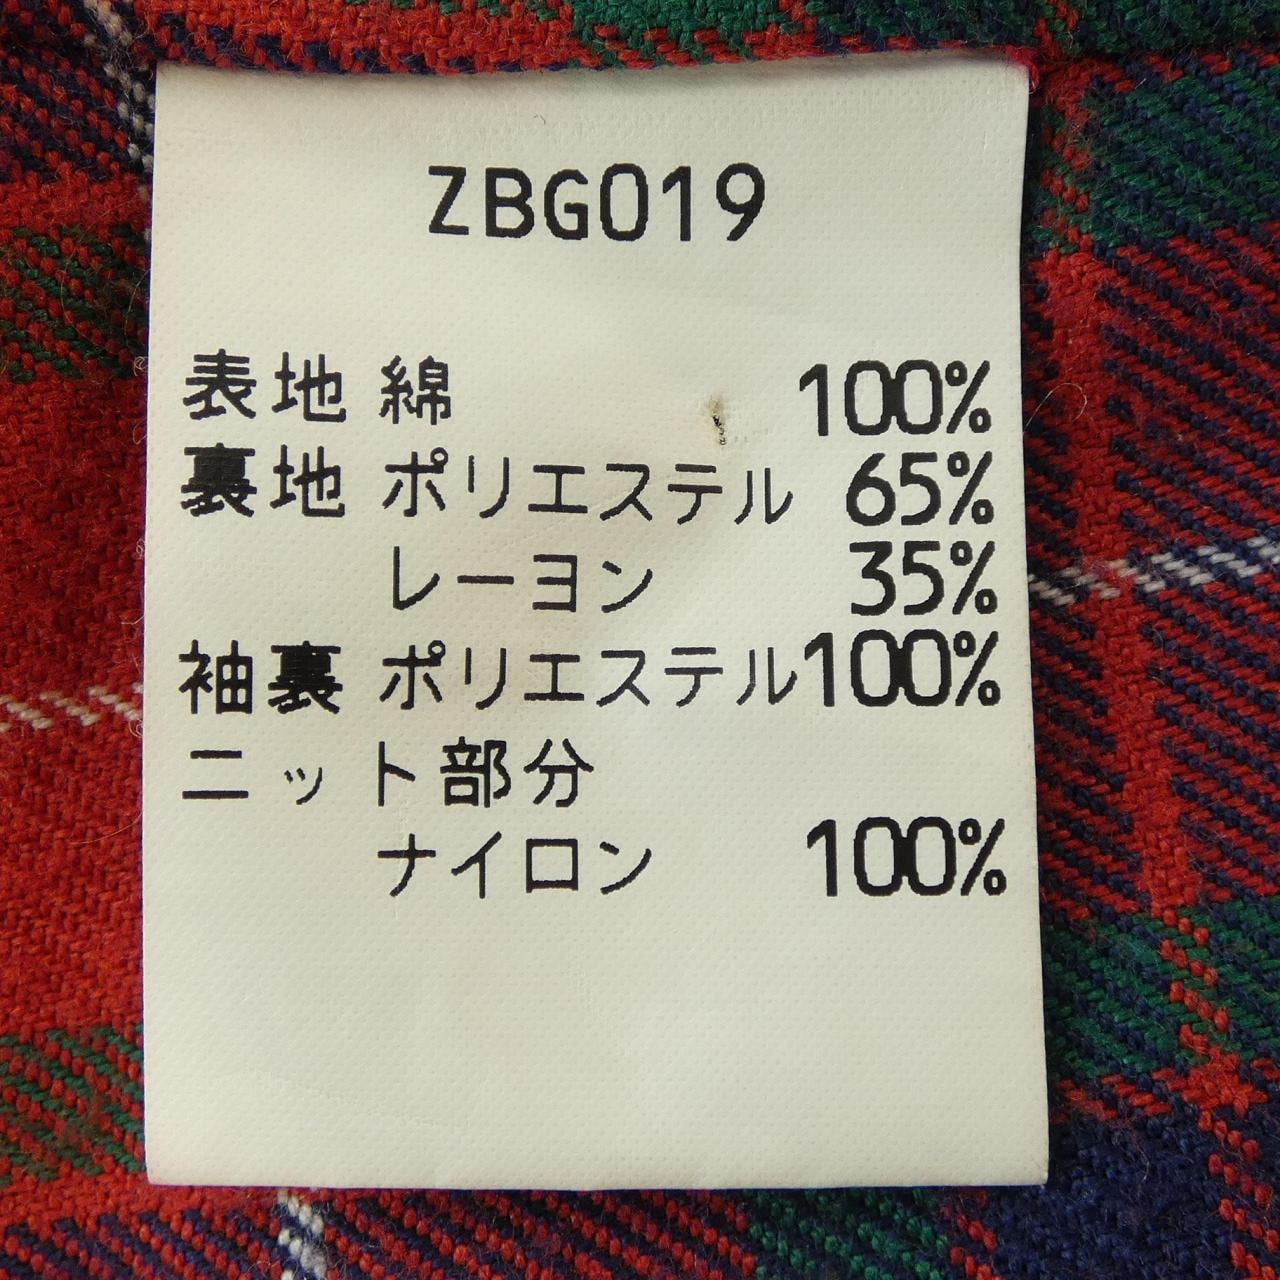 ZBG019
表地 綿 100%
裏地 ポリエステル 65%
レーヨン 35%
袖裏 ポリエステル100%
ニット部分
ナイロン 100%